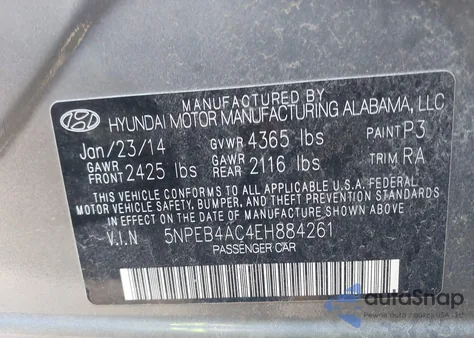 MANUFACTURED BY
HYUNDAI MOTOR MANUFACTURING ALABAMA, LLC
Jan/23/14 GVWR 4365 lbs PAINT P3
GAWR FRONT 2425 lbs GAWR REAR 2116 lbs TRIM RA
THIS VEHICLE CONFORMS TO ALL APPLICABLE U.S.A. FEDERAL
MOTOR VEHICLE SAFETY, BUMPER, AND THEFT PREVENTION STANDARDS
IN EFFECT ON THE DATE OF MANUFACTURE SHOWN ABOVE.
V.I.N 5NPEB4AC4EH884261
PASSENGER CAR
autoSnap